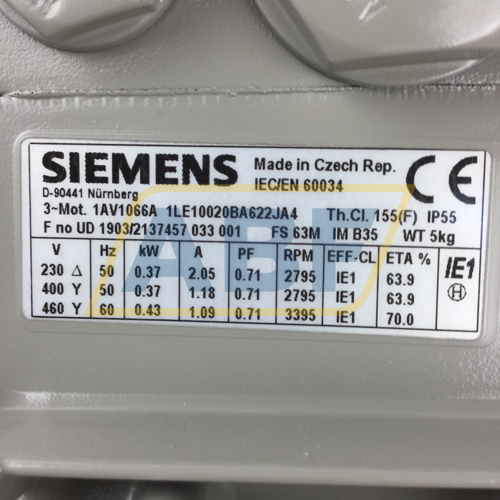 SIEMENS
Made in Czech Rep.
CE
D-90441 Nürnberg
IEC/EN 60034
3~Mot. 1AV1066A 1LE10020BA622JA4 Th.Cl. 155(F) IP55
F no UD 1903/2137457 033 001 FS 63M IM B35 WT 5kg
V Hz kW A PF RPM EFF-CL ETA % IE1
230 Δ 50 0.37 2.05 0.71 2795 IE1 63.9
400 Y 50 0.37 1.18 0.71 2795 IE1 63.9
460 Y 60 0.43 1.09 0.71 3395 IE1 70.0
H
ABF